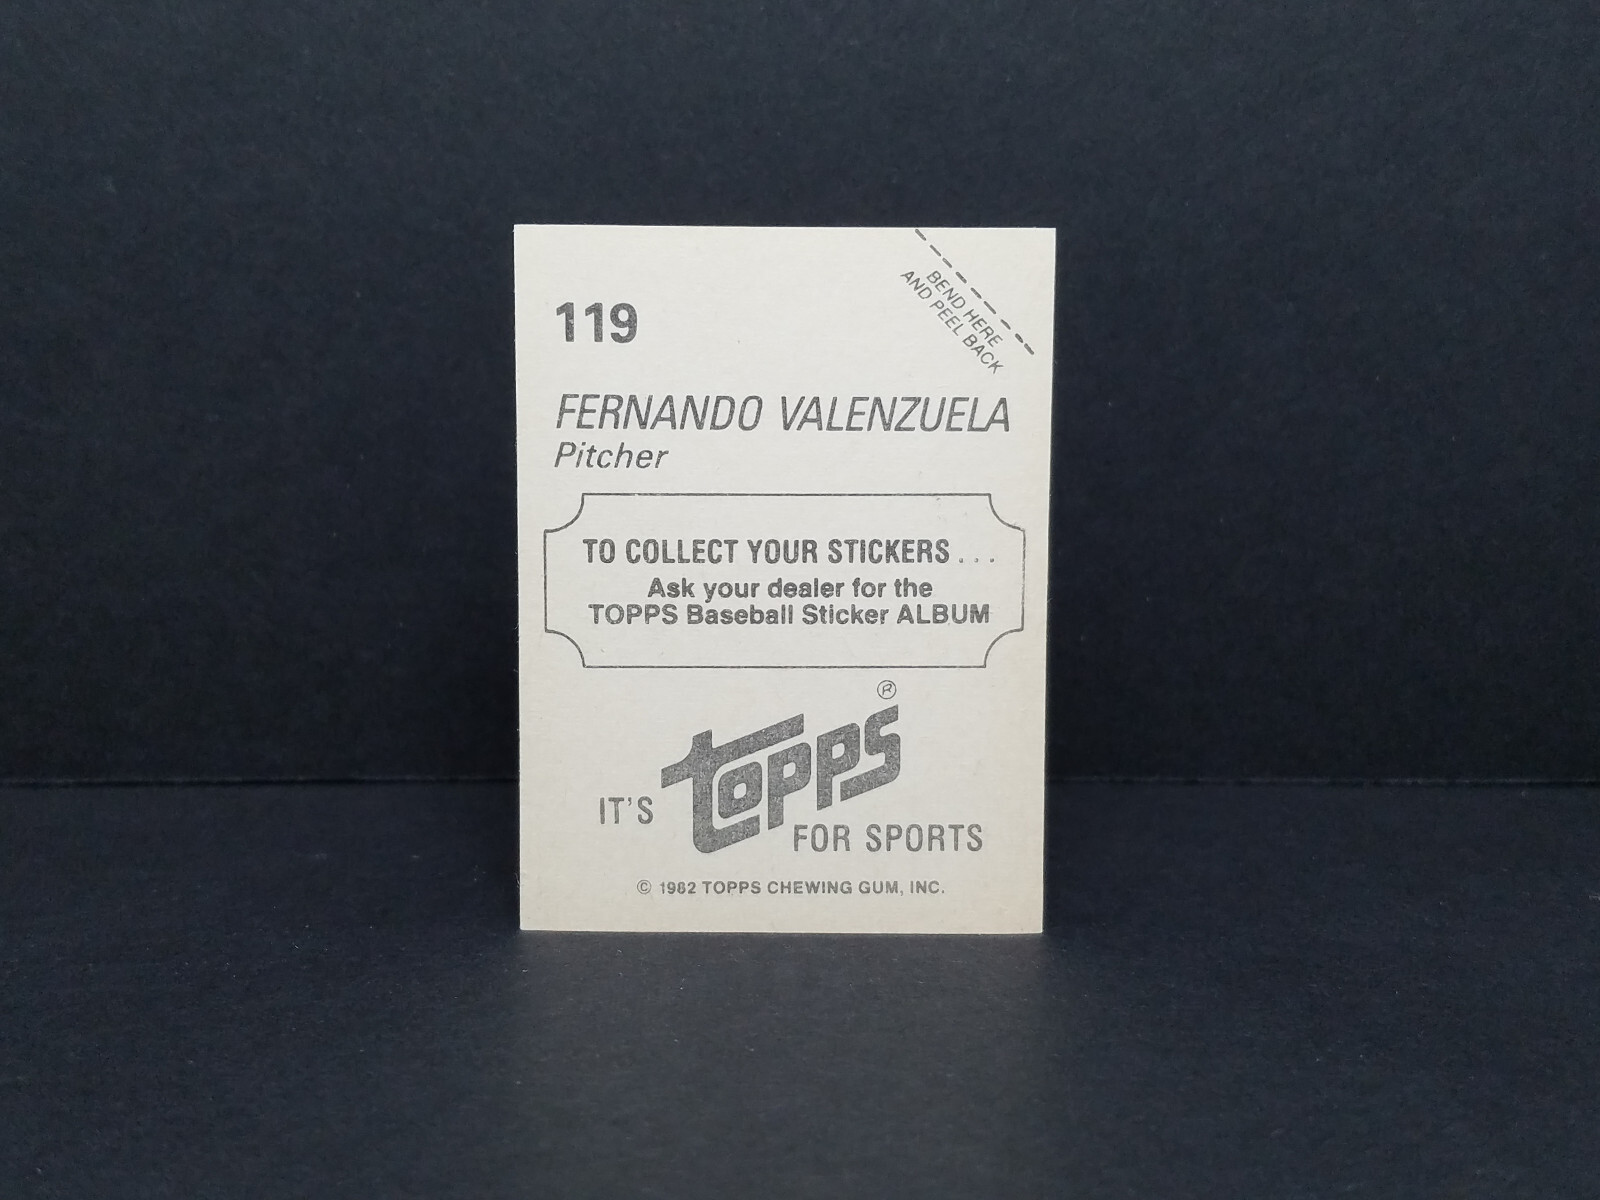 119
BEND HERE
AND PEEL BACK
FERNANDO VALENZUELA
Pitcher
TO COLLECT YOUR STICKERS . . .
Ask your dealer for the
TOPPS Baseball Sticker ALBUM
IT'S topps ® FOR SPORTS
© 1982 TOPPS CHEWING GUM, INC.